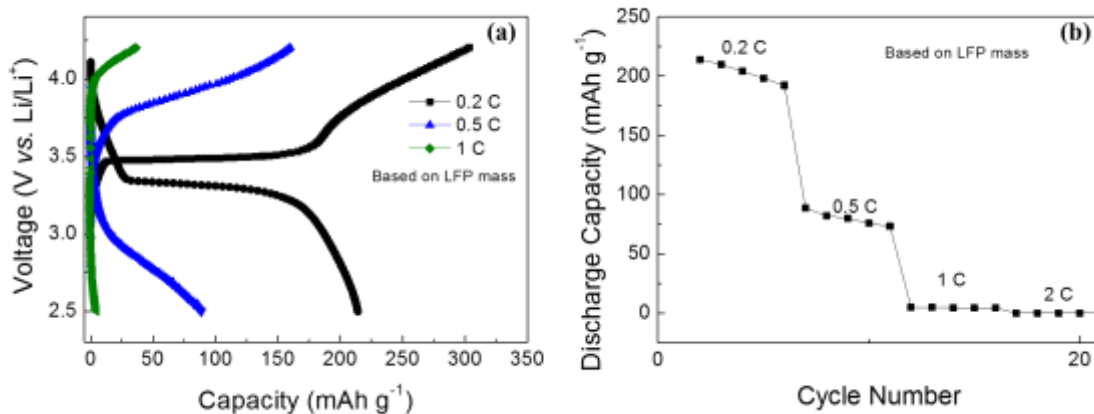 (a)
4.0
3.5
3.0
2.5
Voltage (V vs. Li/Li⁺)
0.2 C
0.5 C
1 C
Based on LFP mass
0 50 100 150 200 250 300 350
Capacity (mAh g⁻¹)
(b)
250
200
150
100
50
0
Discharge Capacity (mAh g⁻¹)
Based on LFP mass
0.2 C
0.5 C
1 C
2 C
0 20
Cycle Number